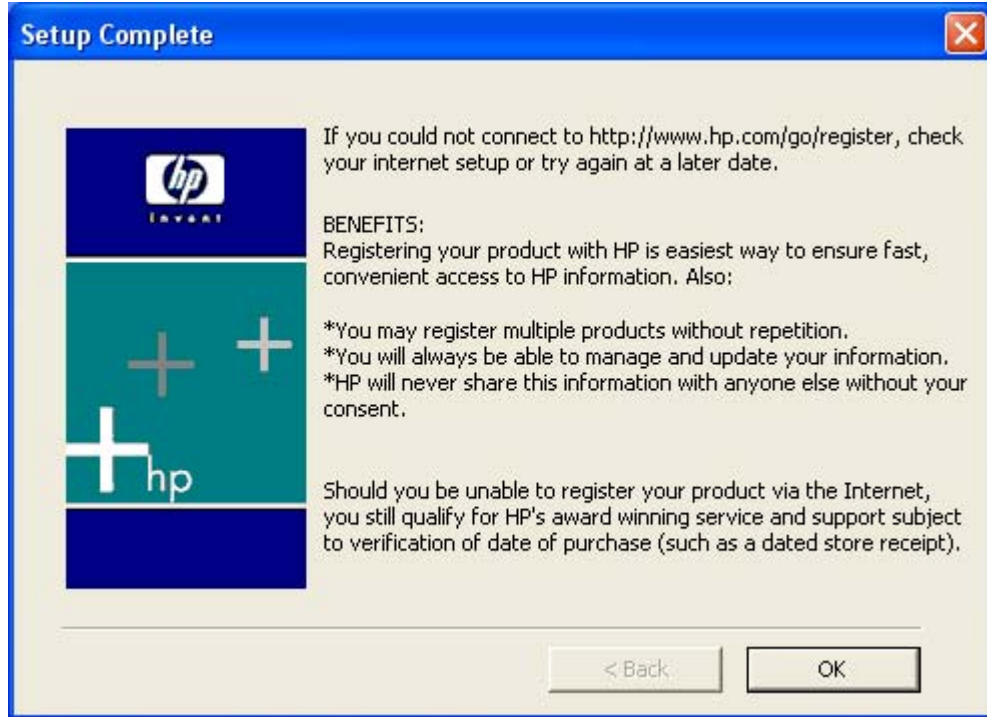 Setup Complete
hp
invent
hp
If you could not connect to http://www.hp.com/go/register, check
your internet setup or try again at a later date.
BENEFITS:
Registering your product with HP is easiest way to ensure fast,
convenient access to HP information. Also:
*You may register multiple products without repetition.
*You will always be able to manage and update your information.
*HP will never share this information with anyone else without your
consent.
Should you be unable to register your product via the Internet,
you still qualify for HP's award winning service and support subject
to verification of date of purchase (such as a dated store receipt).
< Back
OK